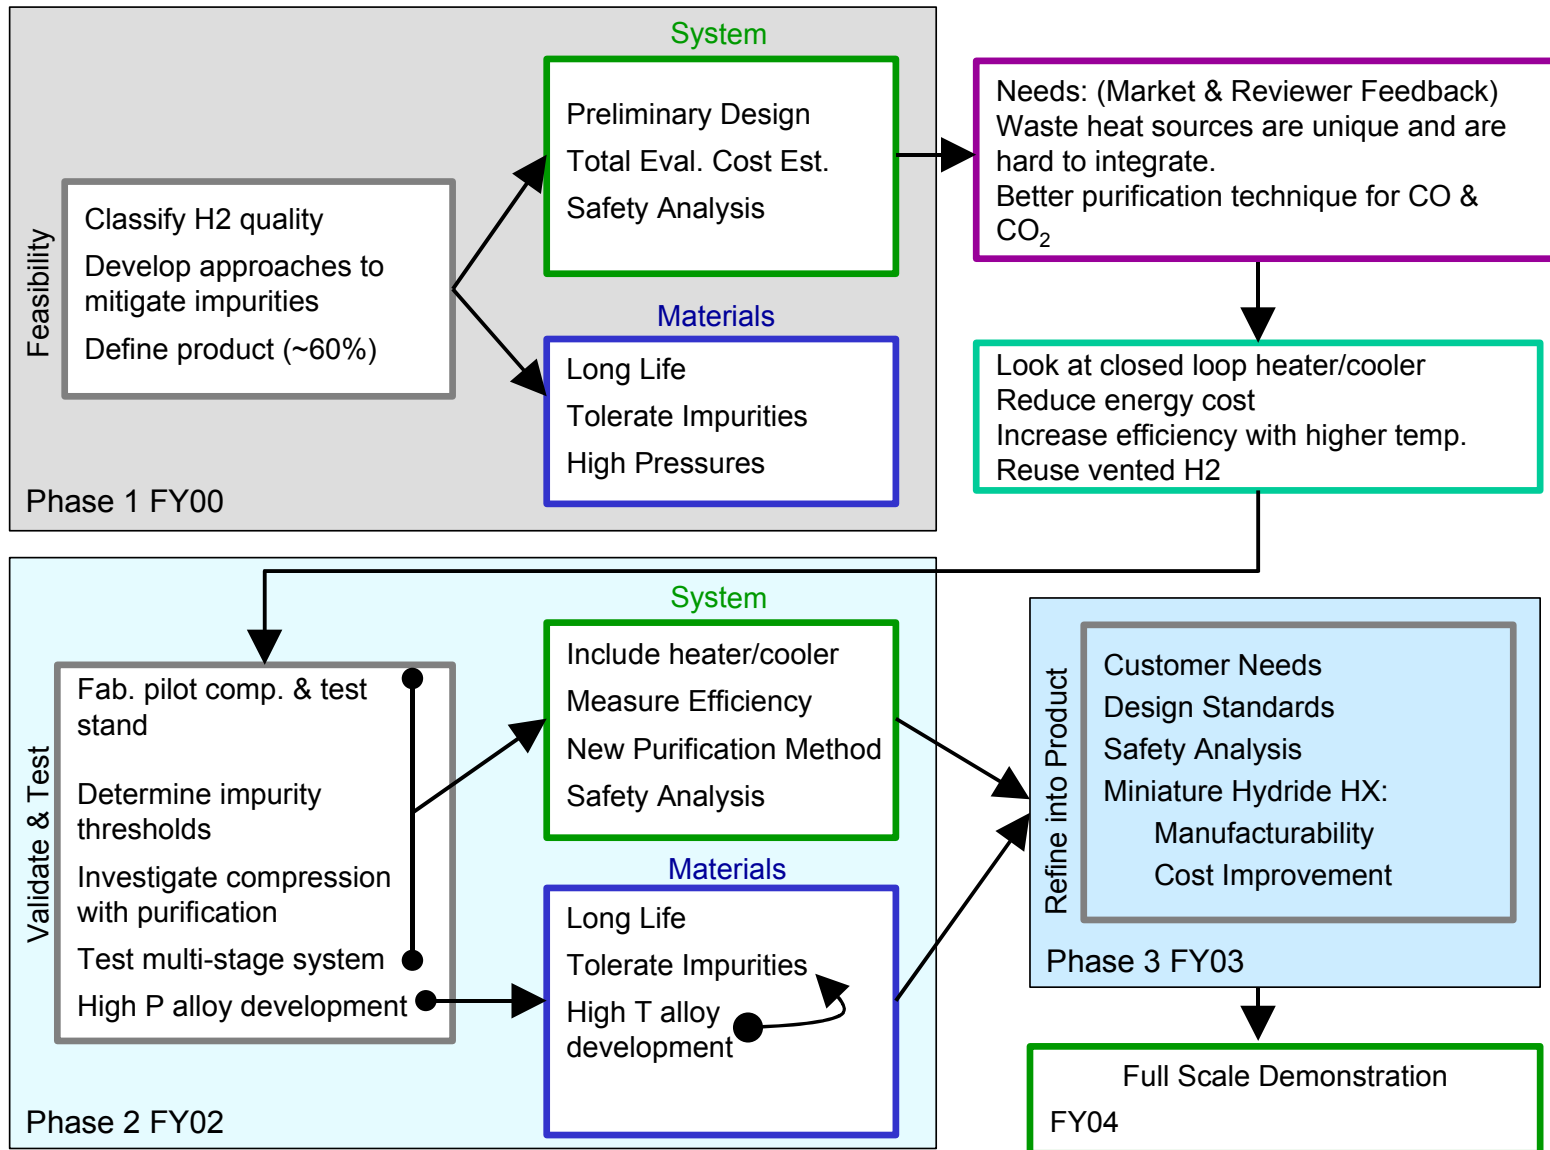 System
Preliminary Design
Total Eval. Cost Est.
Safety Analysis
Feasibility
Classify H2 quality
Develop approaches to
mitigate impurities
Define product (~60%)
Materials
Long Life
Tolerate Impurities
High Pressures
Phase 1 FY00
Needs: (Market & Reviewer Feedback)
Waste heat sources are unique and are
hard to integrate.
Better purification technique for CO &
CO₂
Look at closed loop heater/cooler
Reduce energy cost
Increase efficiency with higher temp.
Reuse vented H2
System
Include heater/cooler
Measure Efficiency
New Purification Method
Safety Analysis
Validate & Test
Fab. pilot comp. & test
stand
Determine impurity
thresholds
Investigate compression
with purification
Test multi-stage system
High P alloy development
Materials
Long Life
Tolerate Impurities
High T alloy
development
Phase 2 FY02
Refine into Product
Customer Needs
Design Standards
Safety Analysis
Miniature Hydride HX:
Manufacturability
Cost Improvement
Phase 3 FY03
Full Scale Demonstration
FY04